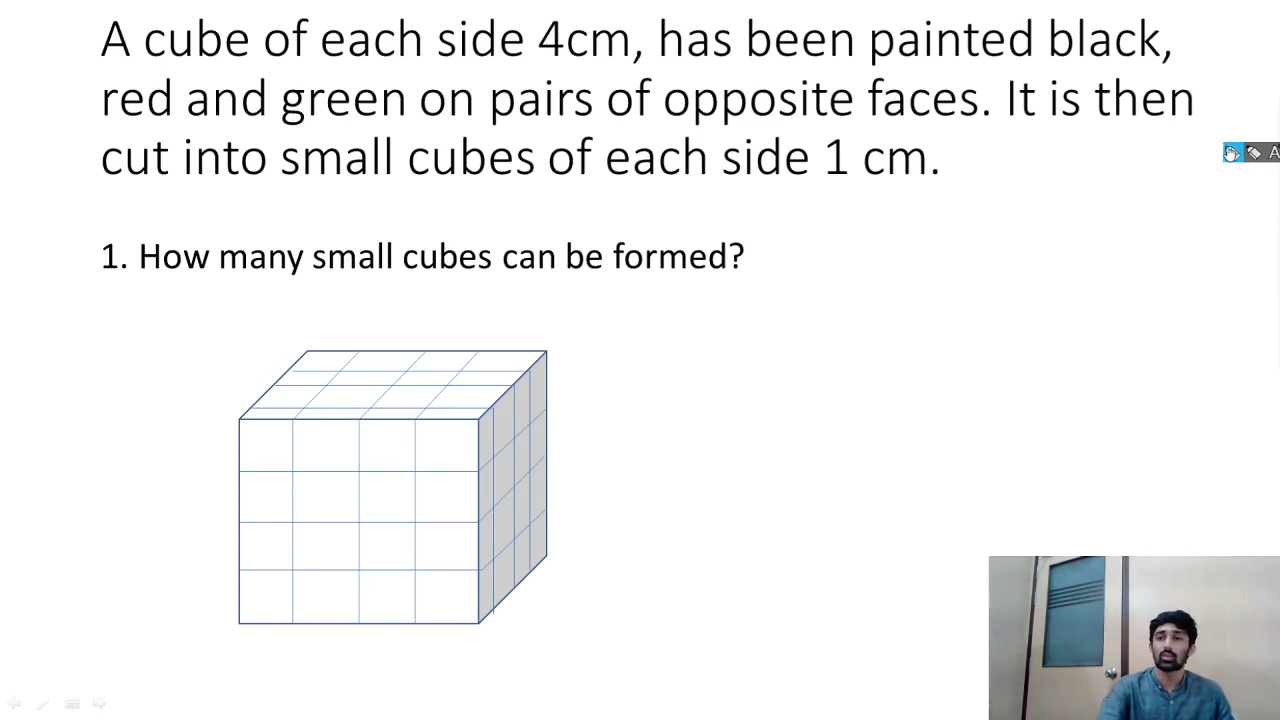 A cube of each side 4cm, has been painted black,
red and green on pairs of opposite faces. It is then
cut into small cubes of each side 1 cm.
A
1. How many small cubes can be formed?